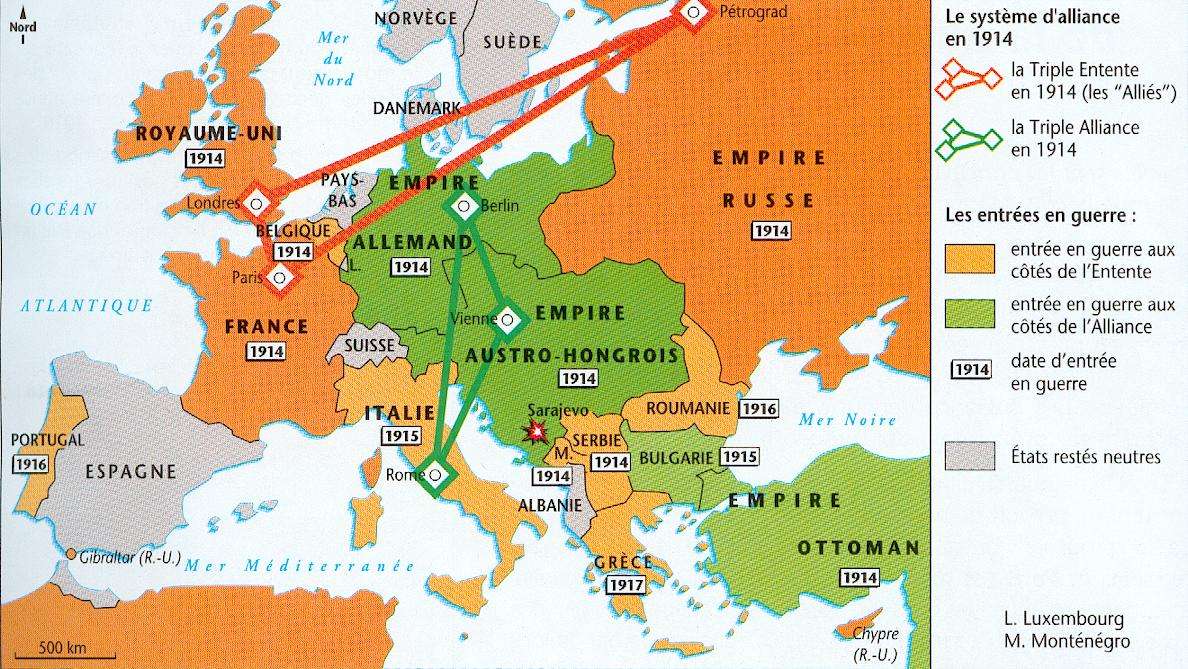 Nord
NORVÈGE
SUÈDE
Pétrograd
Mer
du
Nord
DANEMARK
ROYAUME-UNI
1914
EMPIRE
RUSSE
1914
PAYS-
BAS
EMPIRE
Londres
Berlin
OCÉAN
BELGIQUE
1914
ALLEMAND
1914
L.
Paris
ATLANTIQUE
FRANCE
1914
Vienne
EMPIRE
AUSTRO-HONGROIS
1914
SUISSE
Sarajevo
ROUMANIE 1916
Mer Noire
ITALIE
1915
PORTUGAL
1916
ESPAGNE
SERBIE
1914
M.
1914
BULGARIE 1915
Rome
ALBANIE
EMPIRE
OTTOMAN
1914
Gibraltar (R.-U.)
Mer Méditerranée
GRÈCE
1917
Chypre
(R.-U.)
500 km
Le système d'alliance
en 1914
la Triple Entente
en 1914 (les "Alliés")
la Triple Alliance
en 1914
Les entrées en guerre :
entrée en guerre aux
côtés de l'Entente
entrée en guerre aux
côtés de l'Alliance
1914
date d'entrée
en guerre
États restés neutres
L. Luxembourg
M. Monténégro